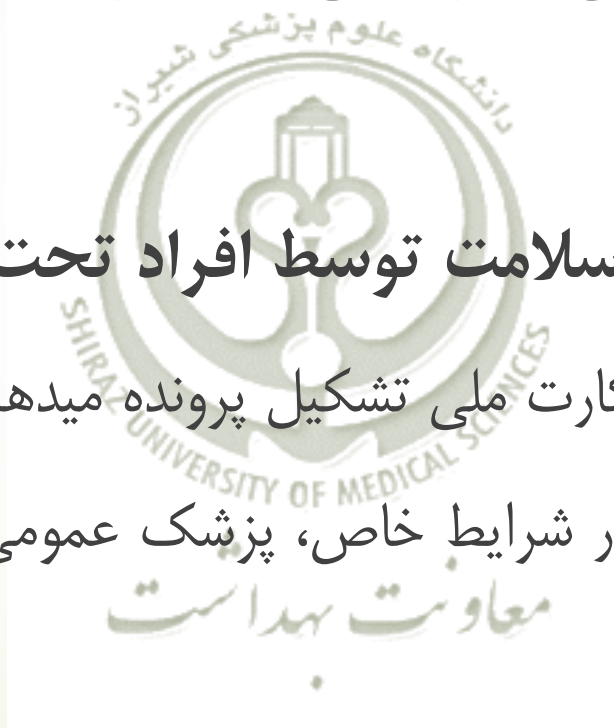 دانشگاه علوم پزشکی شیراز
سلامت توسط افراد تحت
کارت ملی تشکیل پرونده میدهد
SHIRAZ UNIVERSITY OF MEDICAL SCIENCES
شرایط خاص، پزشک عمومی
معاونت بهداشت